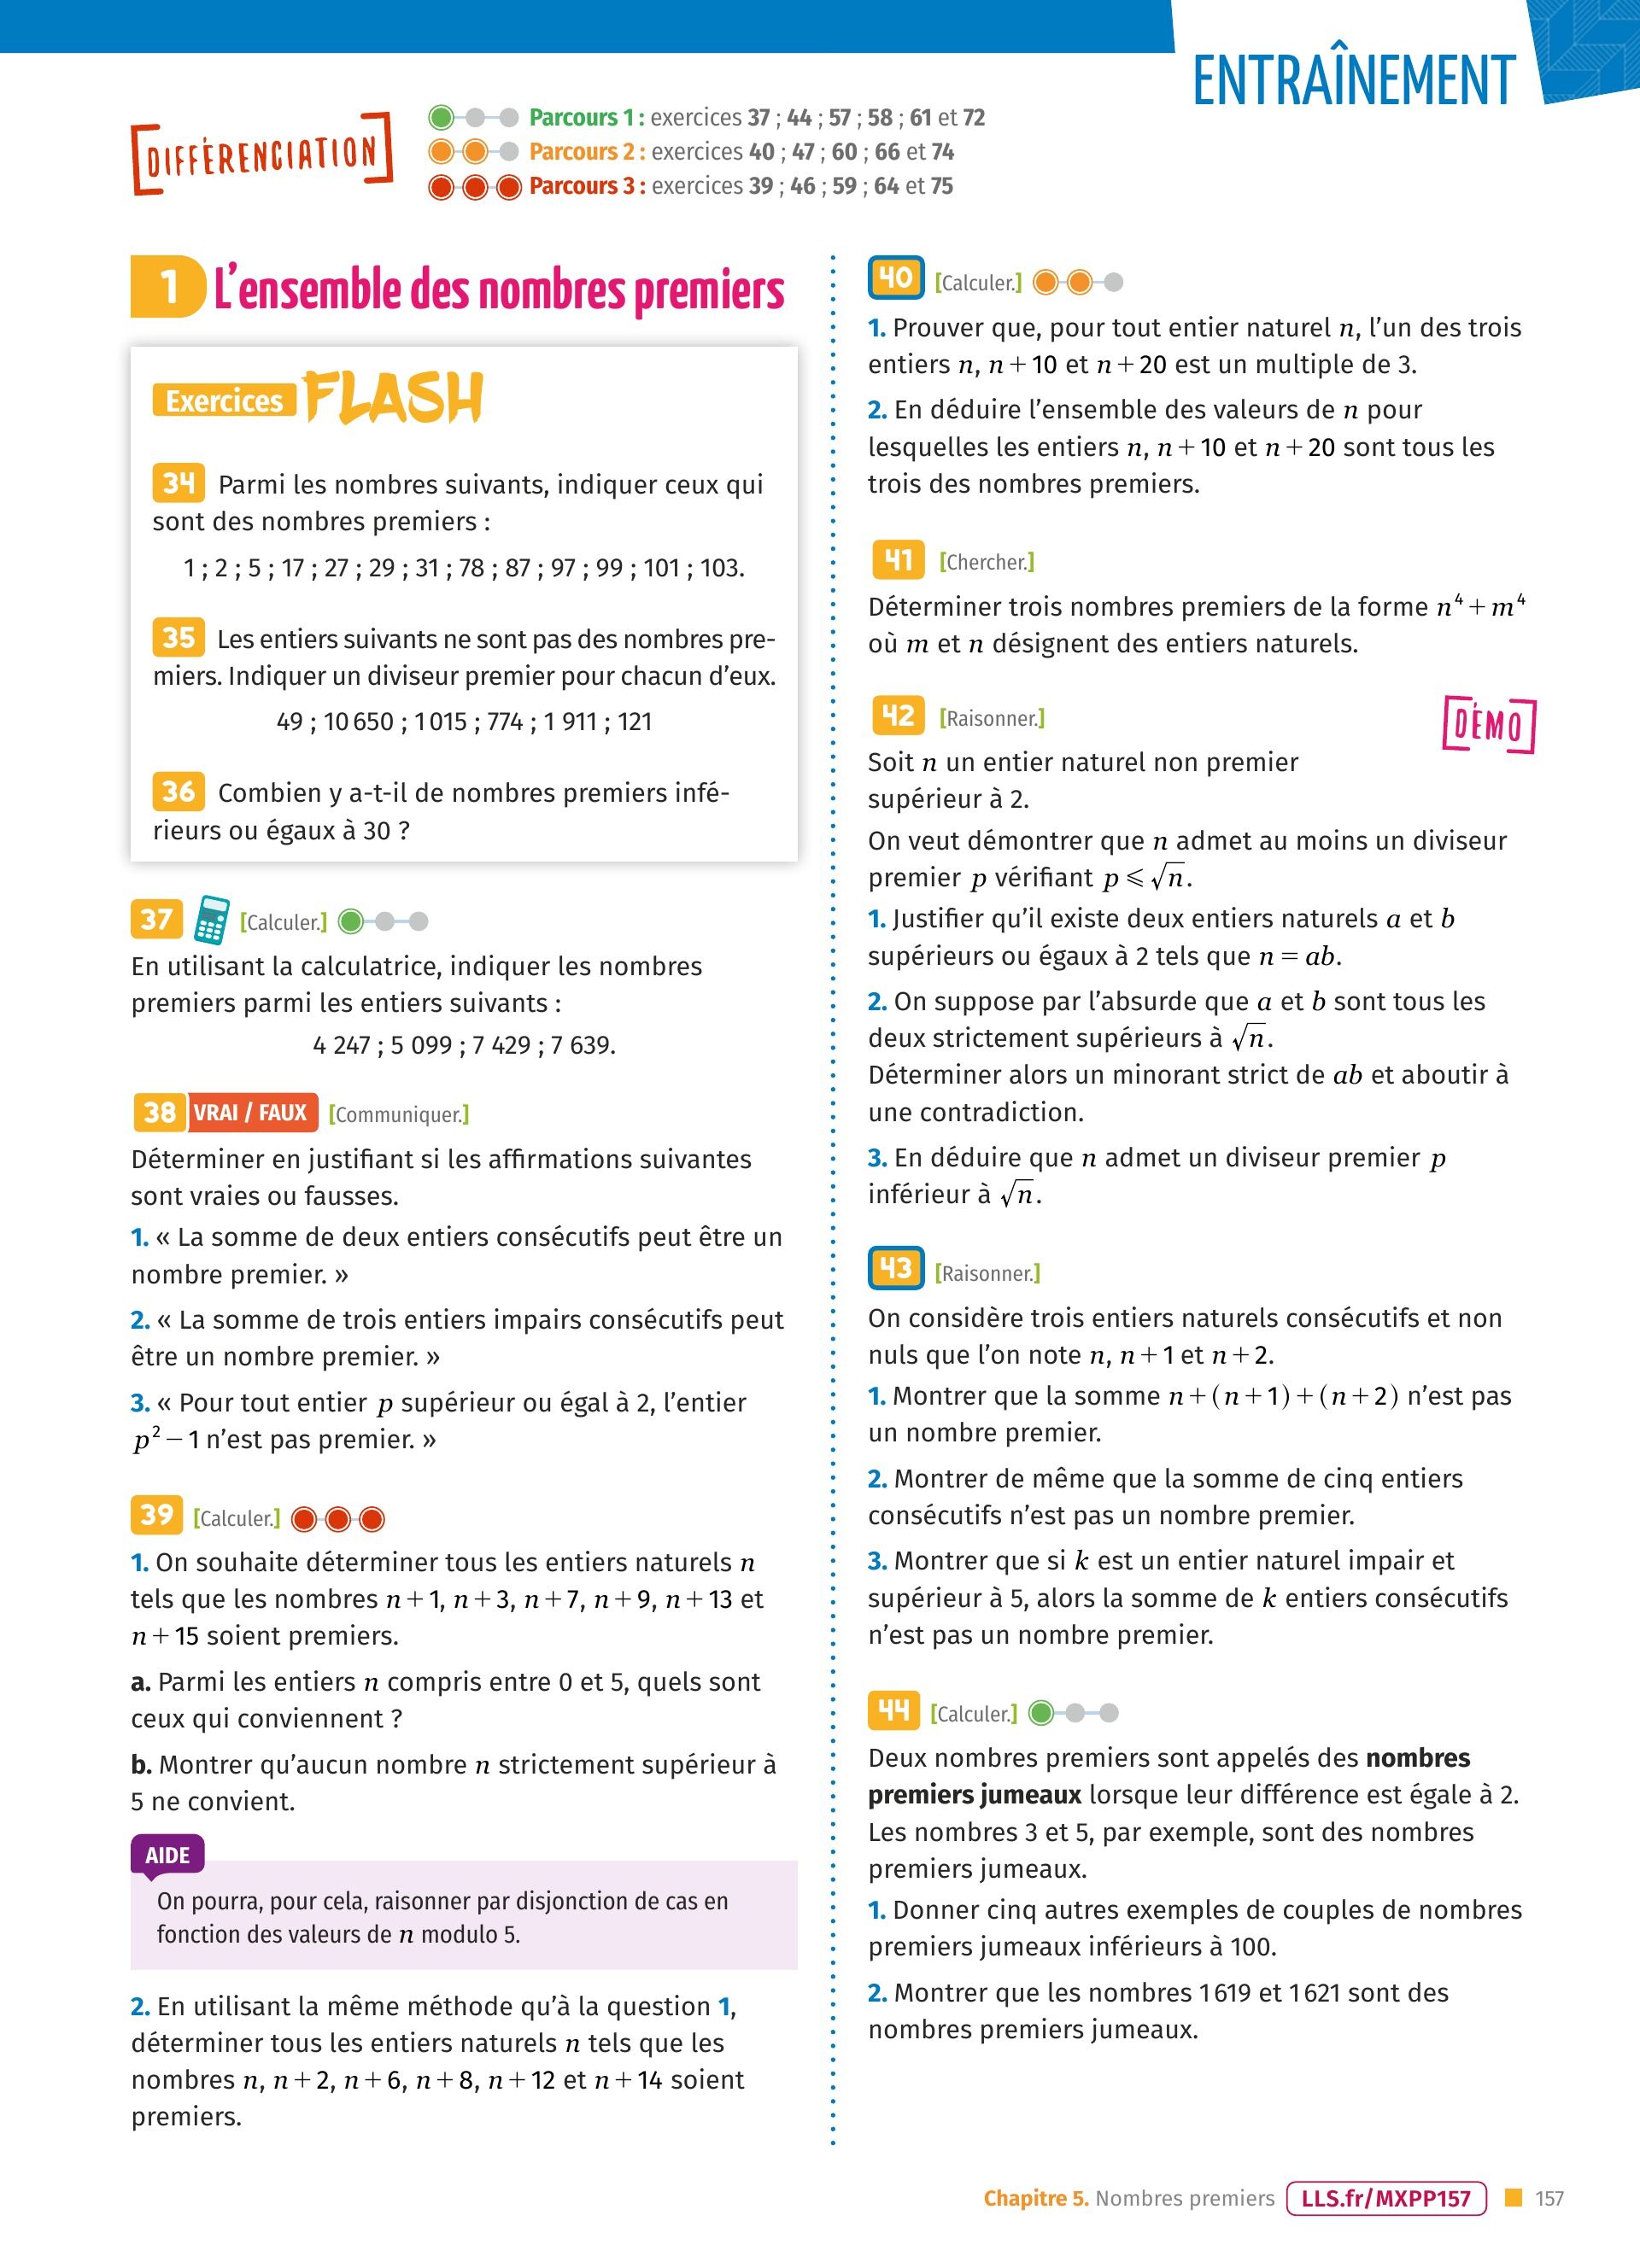 ENTRAÎNEMENT
DIFFÉRENCIATION
Parcours 1 : exercices 37 ; 44 ; 57 ; 58 ; 61 et 72
Parcours 2 : exercices 40 ; 47 ; 60 ; 66 et 74
Parcours 3 : exercices 39 ; 46 ; 59 ; 64 et 75
1 L'ensemble des nombres premiers
Exercices FLASH
34 Parmi les nombres suivants, indiquer ceux qui
sont des nombres premiers :
1 ; 2 ; 5 ; 17 ; 27 ; 29 ; 31 ; 78 ; 87 ; 97 ; 99 ; 101 ; 103.
35 Les entiers suivants ne sont pas des nombres pre-
miers. Indiquer un diviseur premier pour chacun d'eux.
49 ; 10 650 ; 1 015 ; 774 ; 1 911 ; 121
36 Combien y a-t-il de nombres premiers infé-
rieurs ou égaux à 30 ?
37 [Calculer.]
En utilisant la calculatrice, indiquer les nombres
premiers parmi les entiers suivants :
4 247 ; 5 099 ; 7 429 ; 7 639.
38 VRAI / FAUX [Communiquer.]
Déterminer en justifiant si les affirmations suivantes
sont vraies ou fausses.
1. « La somme de deux entiers consécutifs peut être un
nombre premier. »
2. « La somme de trois entiers impairs consécutifs peut
être un nombre premier. »
3. « Pour tout entier p supérieur ou égal à 2, l'entier
p² − 1 n'est pas premier. »
39 [Calculer.]
1. On souhaite déterminer tous les entiers naturels n
tels que les nombres n + 1, n + 3, n + 7, n + 9, n + 13 et
n + 15 soient premiers.
a. Parmi les entiers n compris entre 0 et 5, quels sont
ceux qui conviennent ?
b. Montrer qu'aucun nombre n strictement supérieur à
5 ne convient.
AIDE
On pourra, pour cela, raisonner par disjonction de cas en
fonction des valeurs de n modulo 5.
2. En utilisant la même méthode qu'à la question 1,
déterminer tous les entiers naturels n tels que les
nombres n, n + 2, n + 6, n + 8, n + 12 et n + 14 soient
premiers.
40 [Calculer.]
1. Prouver que, pour tout entier naturel n, l'un des trois
entiers n, n + 10 et n + 20 est un multiple de 3.
2. En déduire l'ensemble des valeurs de n pour
lesquelles les entiers n, n + 10 et n + 20 sont tous les
trois des nombres premiers.
41 [Chercher.]
Déterminer trois nombres premiers de la forme n⁴ + m⁴
où m et n désignent des entiers naturels.
42 [Raisonner.]
DÉMO
Soit n un entier naturel non premier
supérieur à 2.
On veut démontrer que n admet au moins un diviseur
premier p vérifiant p ⩽ √n.
1. Justifier qu'il existe deux entiers naturels a et b
supérieurs ou égaux à 2 tels que n = ab.
2. On suppose par l'absurde que a et b sont tous les
deux strictement supérieurs à √n.
Déterminer alors un minorant strict de ab et aboutir à
une contradiction.
3. En déduire que n admet un diviseur premier p
inférieur à √n.
43 [Raisonner.]
On considère trois entiers naturels consécutifs et non
nuls que l'on note n, n + 1 et n + 2.
1. Montrer que la somme n + (n + 1) + (n + 2) n'est pas
un nombre premier.
2. Montrer de même que la somme de cinq entiers
consécutifs n'est pas un nombre premier.
3. Montrer que si k est un entier naturel impair et
supérieur à 5, alors la somme de k entiers consécutifs
n'est pas un nombre premier.
44 [Calculer.]
Deux nombres premiers sont appelés des nombres
premiers jumeaux lorsque leur différence est égale à 2.
Les nombres 3 et 5, par exemple, sont des nombres
premiers jumeaux.
1. Donner cinq autres exemples de couples de nombres
premiers jumeaux inférieurs à 100.
2. Montrer que les nombres 1 619 et 1 621 sont des
nombres premiers jumeaux.
Chapitre 5. Nombres premiers LLS.fr/MXPP157 157